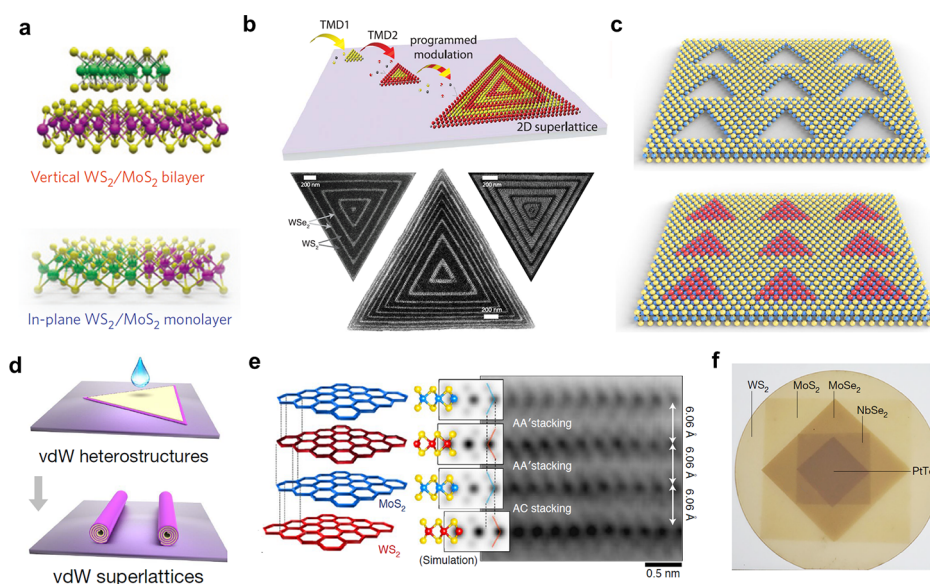 a
Vertical WS₂/MoS₂ bilayer
In-plane WS₂/MoS₂ monolayer
b
TMD1
TMD2
programmed
modulation
2D superlattice
200 nm
WSe₂
WS₂
200 nm
200 nm
c
d
vdW heterostructures
vdW superlattices
e
MoS₂
WS₂
AA′stacking
AA′stacking
AC stacking
6.06 Å
6.06 Å
6.06 Å
(Simulation)
0.5 nm
f
WS₂
MoS₂
MoSe₂
NbSe₂
PtTe